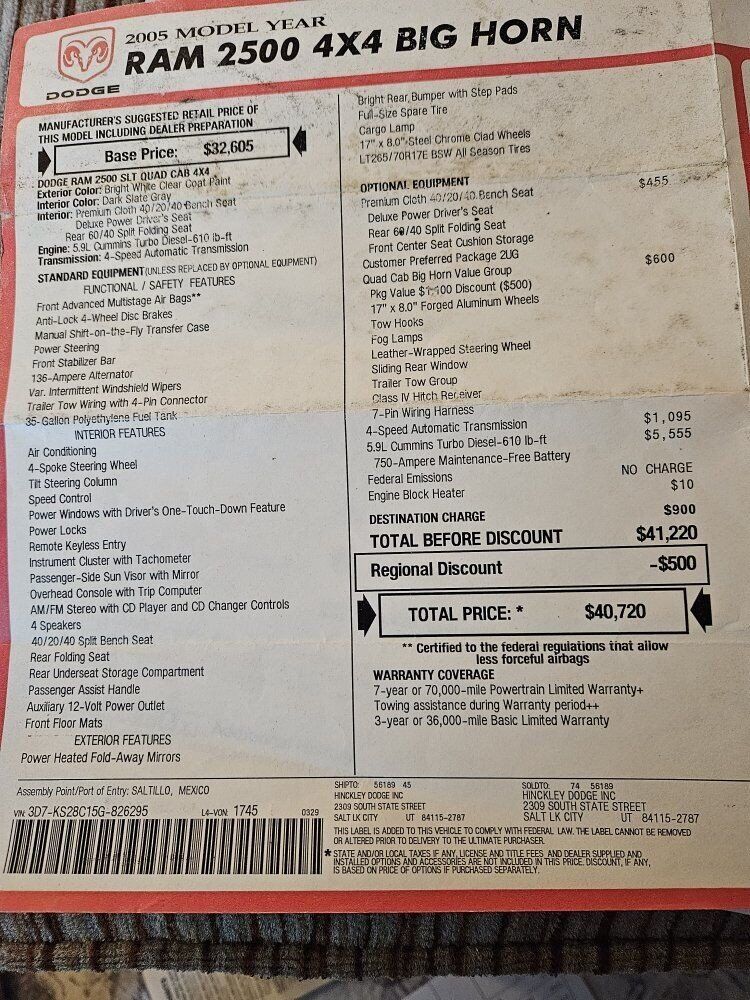 2005 MODEL YEAR
RAM 2500 4X4 BIG HORN
DODGE
MANUFACTURER'S SUGGESTED RETAIL PRICE OF
THIS MODEL INCLUDING DEALER PREPARATION
Base Price: $32,605
DODGE RAM 2500 SLT QUAD CAB 4X4
Exterior Color: Bright White Clear Coat Paint
Interior Color: Dark Slate Gray
Interior: Premium Cloth 40/20/40 Bench Seat
Deluxe Power Driver's Seat
Rear 60/40 Split Folding Seat
Engine: 5.9L Cummins Turbo Diesel-610 lb-ft
Transmission: 4-Speed Automatic Transmission
STANDARD EQUIPMENT (UNLESS REPLACED BY OPTIONAL EQUIPMENT)
FUNCTIONAL / SAFETY FEATURES
Front Advanced Multistage Air Bags**
Anti-Lock 4-Wheel Disc Brakes
Manual Shift-on-the-Fly Transfer Case
Power Steering
Front Stabilizer Bar
136-Ampere Alternator
Var. Intermittent Windshield Wipers
Trailer Tow Wiring with 4-Pin Connector
35-Gallon Polyethylene Fuel Tank
INTERIOR FEATURES
Air Conditioning
4-Spoke Steering Wheel
Tilt Steering Column
Speed Control
Power Windows with Driver's One-Touch-Down Feature
Power Locks
Remote Keyless Entry
Instrument Cluster with Tachometer
Passenger-Side Sun Visor with Mirror
Overhead Console with Trip Computer
AM/FM Stereo with CD Player and CD Changer Controls
4 Speakers
40/20/40 Split Bench Seat
Rear Folding Seat
Rear Underseat Storage Compartment
Passenger Assist Handle
Auxiliary 12-Volt Power Outlet
Front Floor Mats
EXTERIOR FEATURES
Power Heated Fold-Away Mirrors
Bright Rear Bumper with Step Pads
Full-Size Spare Tire
Cargo Lamp
17" x 8.0" Steel Chrome Clad Wheels
LT265/70R17E BSW All Season Tires
OPTIONAL EQUIPMENT
Premium Cloth 40/20/40 Bench Seat $455
Deluxe Power Driver's Seat
Rear 60/40 Split Folding Seat
Front Center Seat Cushion Storage
Customer Preferred Package 2UG
Quad Cab Big Horn Value Group $600
Pkg Value $1,100 Discount ($500)
17" x 8.0" Forged Aluminum Wheels
Tow Hooks
Fog Lamps
Leather-Wrapped Steering Wheel
Sliding Rear Window
Trailer Tow Group
Class IV Hitch Receiver
7-Pin Wiring Harness
4-Speed Automatic Transmission $1,095
5.9L Cummins Turbo Diesel-610 lb-ft $5,555
750-Ampere Maintenance-Free Battery
Federal Emissions NO CHARGE
Engine Block Heater $10
DESTINATION CHARGE $900
TOTAL BEFORE DISCOUNT $41,220
Regional Discount -$500
TOTAL PRICE: * $40,720
** Certified to the federal regulations that allow
less forceful airbags
WARRANTY COVERAGE
7-year or 70,000-mile Powertrain Limited Warranty+
Towing assistance during Warranty period++
3-year or 36,000-mile Basic Limited Warranty
Assembly Point/Port of Entry: SALTILLO, MEXICO
VIN: 3D7-KS28C15G-826295 L4-VON: 1745 0329
SHIPTO: 56189 45
HINCKLEY DODGE INC
2309 SOUTH STATE STREET
SALT LK CITY UT 84115-2787
SOLDTO: 74 56189
HINCKLEY DODGE INC
2309 SOUTH STATE STREET
SALT LK CITY UT 84115-2787
THIS LABEL IS ADDED TO THIS VEHICLE TO COMPLY WITH FEDERAL LAW. THE LABEL CANNOT BE REMOVED
OR ALTERED PRIOR TO DELIVERY TO THE ULTIMATE PURCHASER.
* STATE AND/OR LOCAL TAXES IF ANY, LICENSE AND TITLE FEES AND DEALER SUPPLIED AND
INSTALLED OPTIONS AND ACCESSORIES ARE NOT INCLUDED IN THIS PRICE. DISCOUNT, IF ANY,
IS BASED ON PRICE OF OPTIONS IF PURCHASED SEPARATELY.